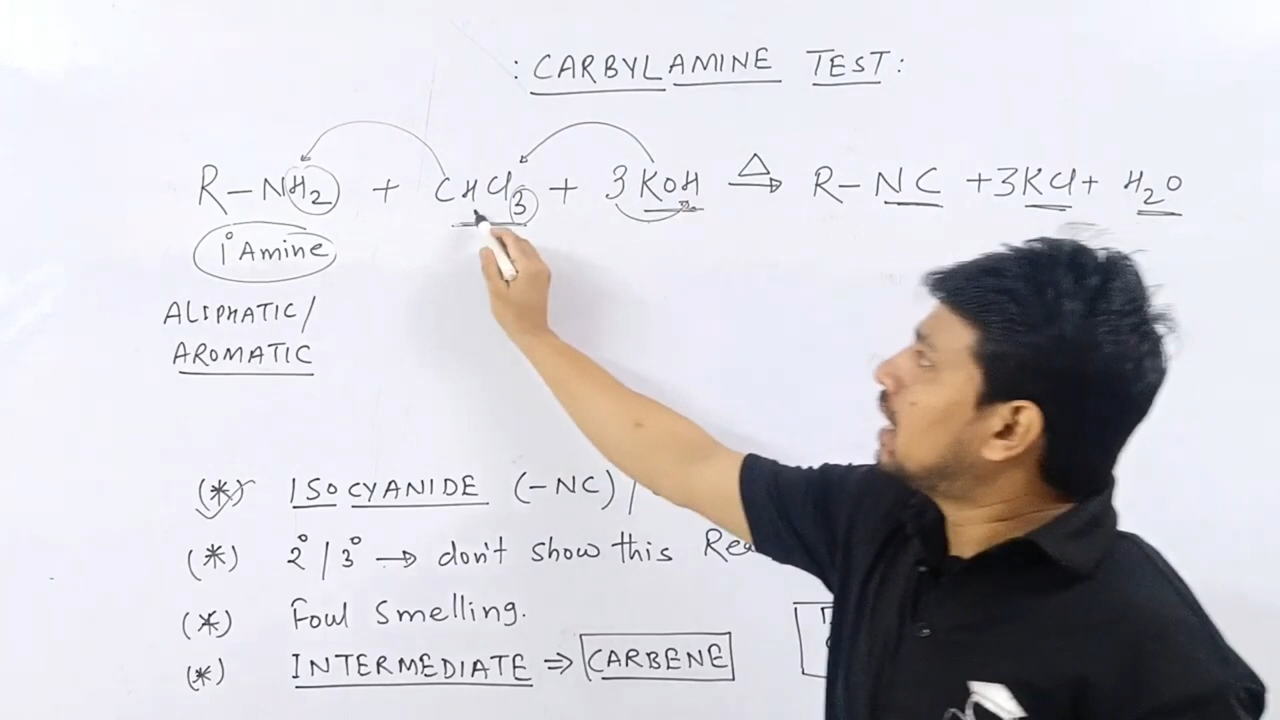 : CARBYLAMINE TEST :
R-NH2 + CHCl3 + 3KOH △ → R-NC + 3KCl + H2O
1° Amine
ALIPHATIC /
AROMATIC
(*) ISOCYANIDE (-NC) /
(*) 2° / 3° → don't show this
(*) Foul Smelling.
(*) INTERMEDIATE ⇒ CARBENE